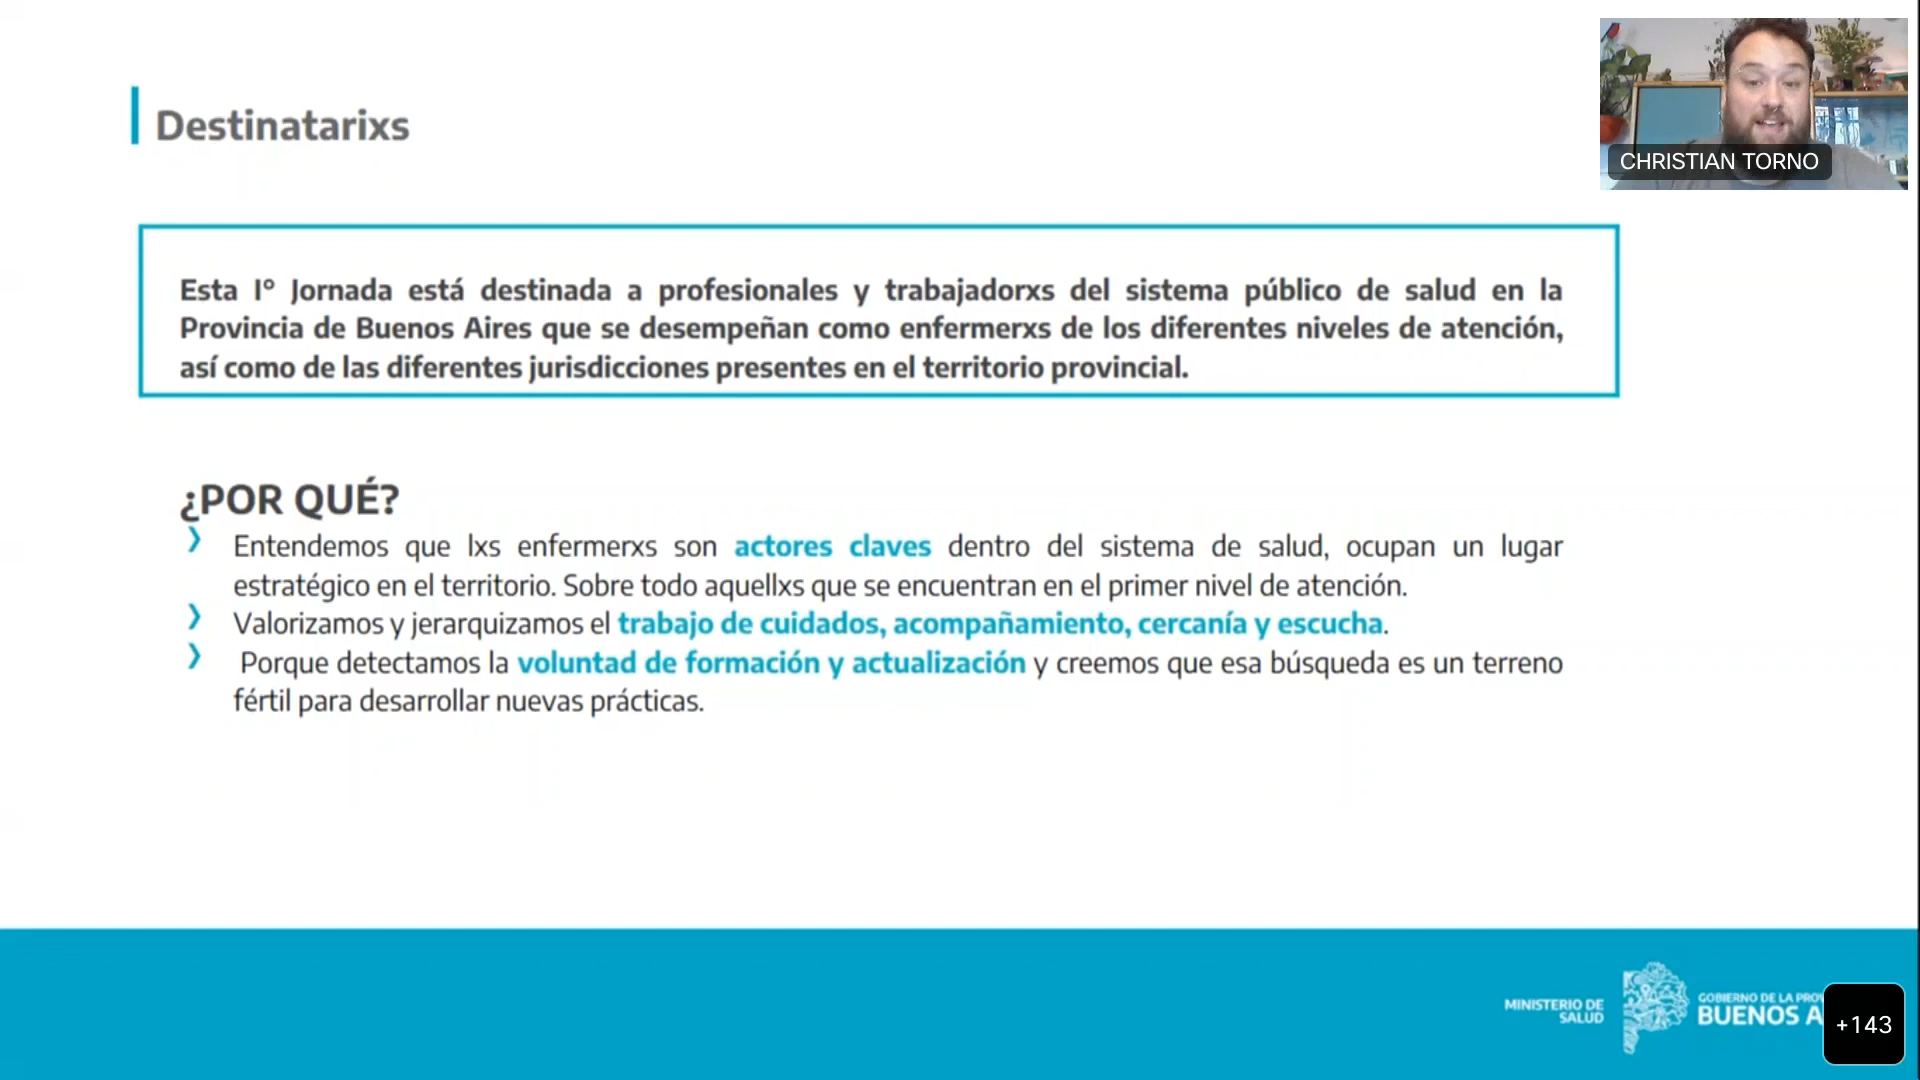 Destinatarixs
CHRISTIAN TORNO
Esta I° Jornada está destinada a profesionales y trabajadorxs del sistema público de salud en la
Provincia de Buenos Aires que se desempeñan como enfermerxs de los diferentes niveles de atención,
así como de las diferentes jurisdicciones presentes en el territorio provincial.
¿POR QUÉ?
Entendemos que lxs enfermerxs son actores claves dentro del sistema de salud, ocupan un lugar
estratégico en el territorio. Sobre todo aquellxs que se encuentran en el primer nivel de atención.
Valorizamos y jerarquizamos el trabajo de cuidados, acompañamiento, cercanía y escucha.
Porque detectamos la voluntad de formación y actualización y creemos que esa búsqueda es un terreno
fértil para desarrollar nuevas prácticas.
MINISTERIO DE
SALUD
GOBIERNO DE LA PROV
BUENOS A
+143